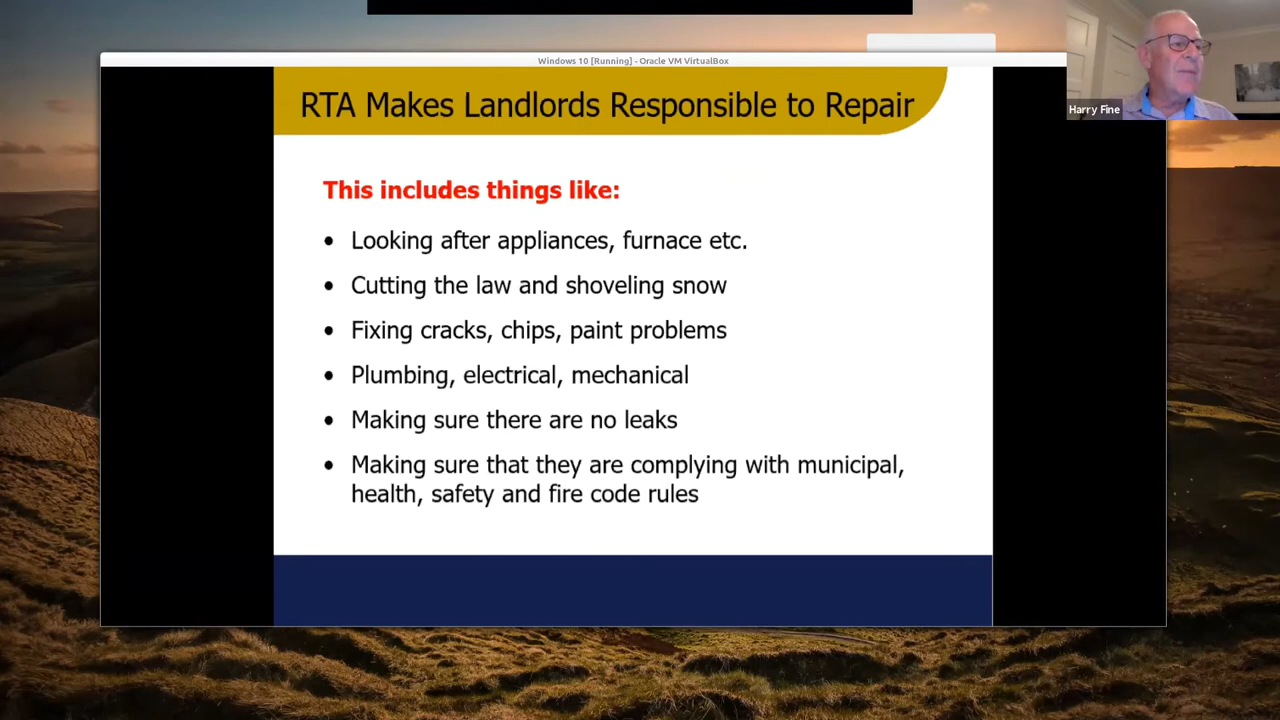 Windows 10 [Running] - Oracle VM VirtualBox
Harry Fine
RTA Makes Landlords Responsible to Repair
This includes things like:
• Looking after appliances, furnace etc.
• Cutting the law and shoveling snow
• Fixing cracks, chips, paint problems
• Plumbing, electrical, mechanical
• Making sure there are no leaks
• Making sure that they are complying with municipal,
health, safety and fire code rules